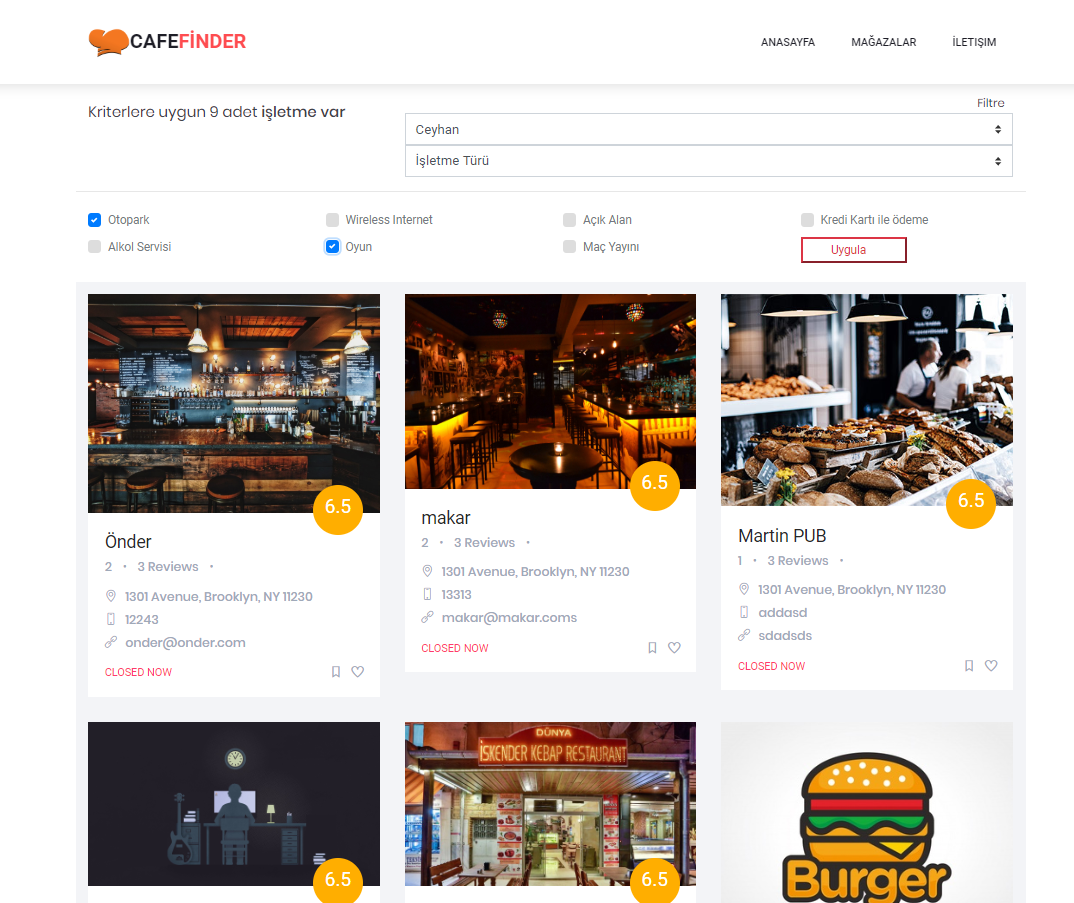 CAFEFİNDER
ANASAYFA
MAĞAZALAR
İLETIŞIM
Kriterlere uygun 9 adet işletme var
Filtre
Ceyhan
İşletme Türü
Otopark
Wireless Internet
Açık Alan
Kredi Kartı ile ödeme
Alkol Servisi
Oyun
Maç Yayını
Uygula
6.5
Önder
2 • 3 Reviews •
1301 Avenue, Brooklyn, NY 11230
12243
onder@onder.com
CLOSED NOW
6.5
makar
2 • 3 Reviews •
1301 Avenue, Brooklyn, NY 11230
13313
makar@makar.coms
CLOSED NOW
6.5
Martin PUB
1 • 3 Reviews •
1301 Avenue, Brooklyn, NY 11230
addasd
sdadsds
CLOSED NOW
6.5
DÜNYA
İSKENDER KEBAP RESTAURANT
6.5
Burger